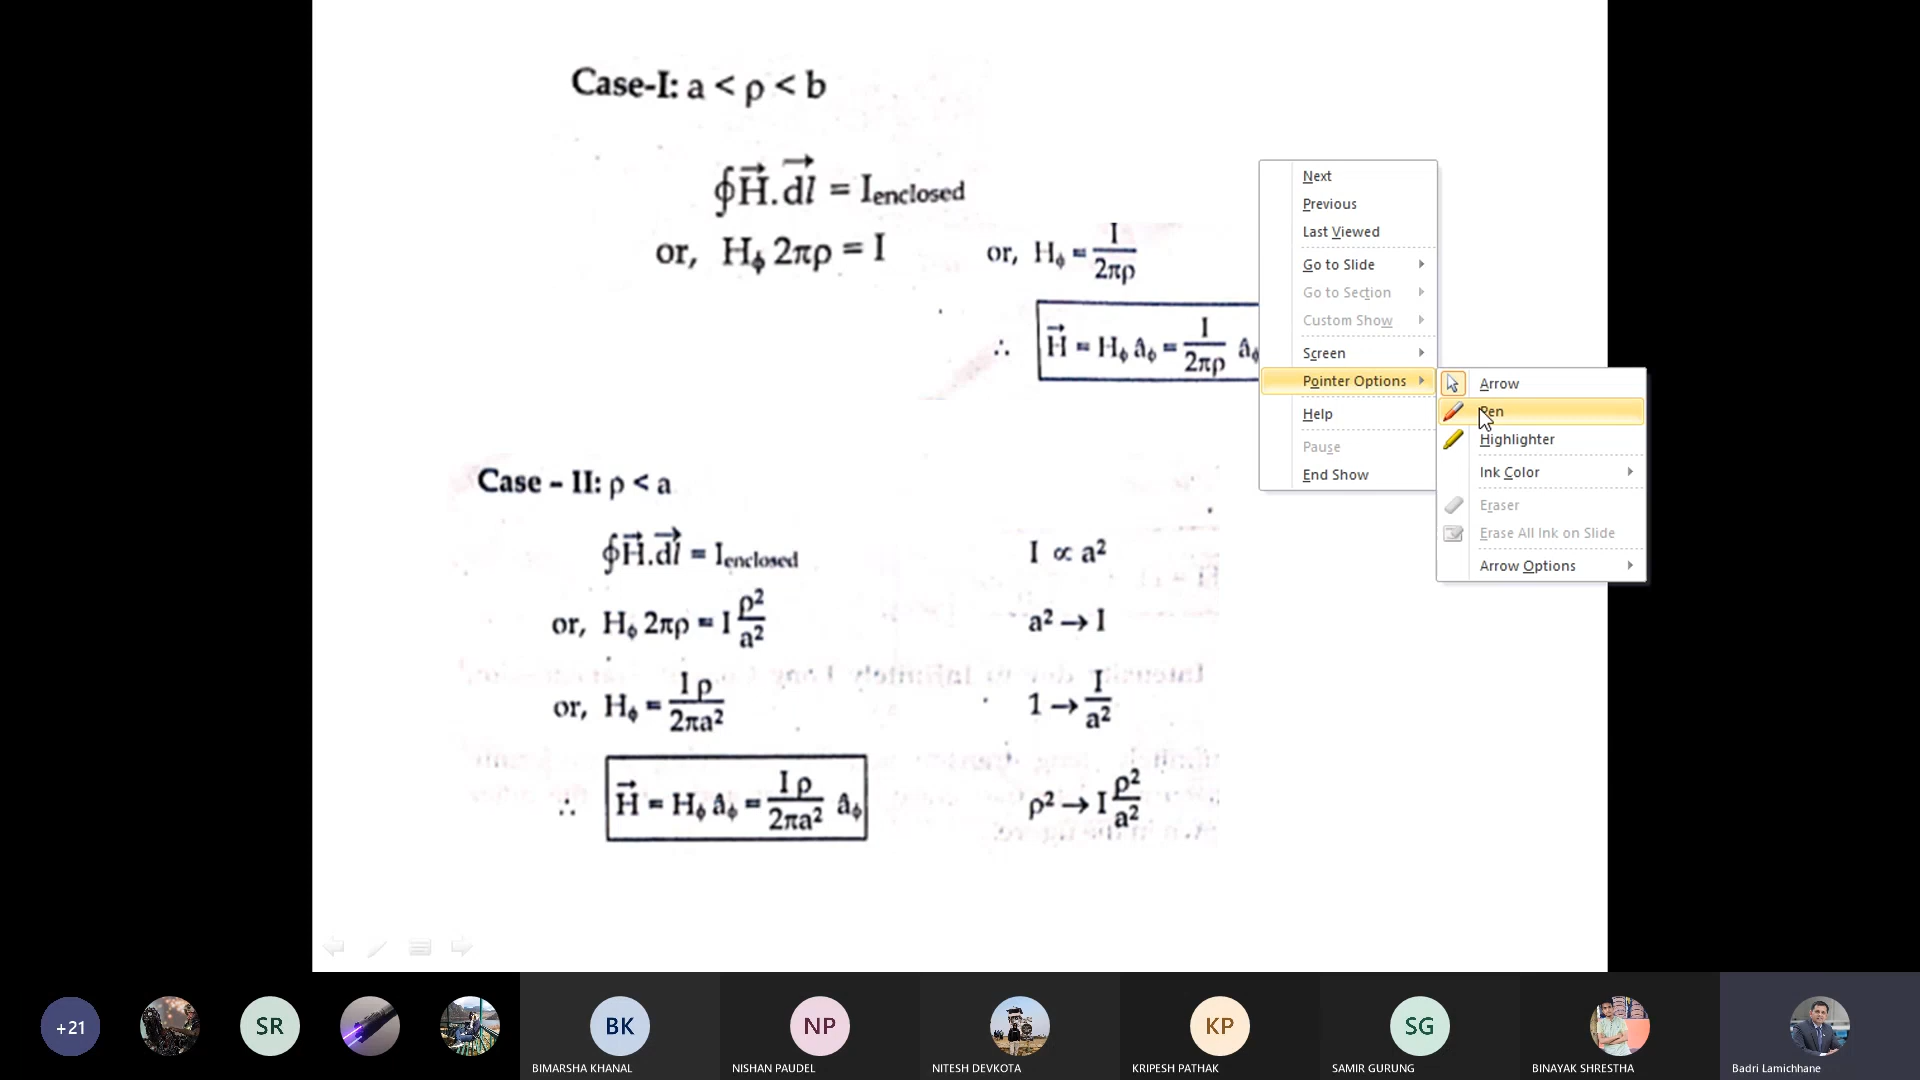 Case-I: a < ρ < b
∮H⃗.dl⃗ = Ienclosed
or, Hϕ 2πρ = I
or, Hϕ = I/2πρ
∴ H⃗ = Hϕ âϕ = I/2πρ âϕ
Case – II: ρ < a
∮H⃗.dl⃗ = Ienclosed
or, Hϕ 2πρ = I ρ²/a²
or, Hϕ = I ρ/2πa²
∴ H⃗ = Hϕ âϕ = I ρ/2πa² âϕ
I ∝ a²
a² → I
1 → I/a²
ρ² → I ρ²/a²
Next
Previous
Last Viewed
Go to Slide
Go to Section
Custom Show
Screen
Pointer Options
Help
Pause
End Show
Arrow
Pen
Highlighter
Ink Color
Eraser
Erase All Ink on Slide
Arrow Options
+21
SR
BK
BIMARSHA KHANAL
NP
NISHAN PAUDEL
NITESH DEVKOTA
KP
KRIPESH PATHAK
SG
SAMIR GURUNG
BINAYAK SHRESTHA
Badri Lamichhane